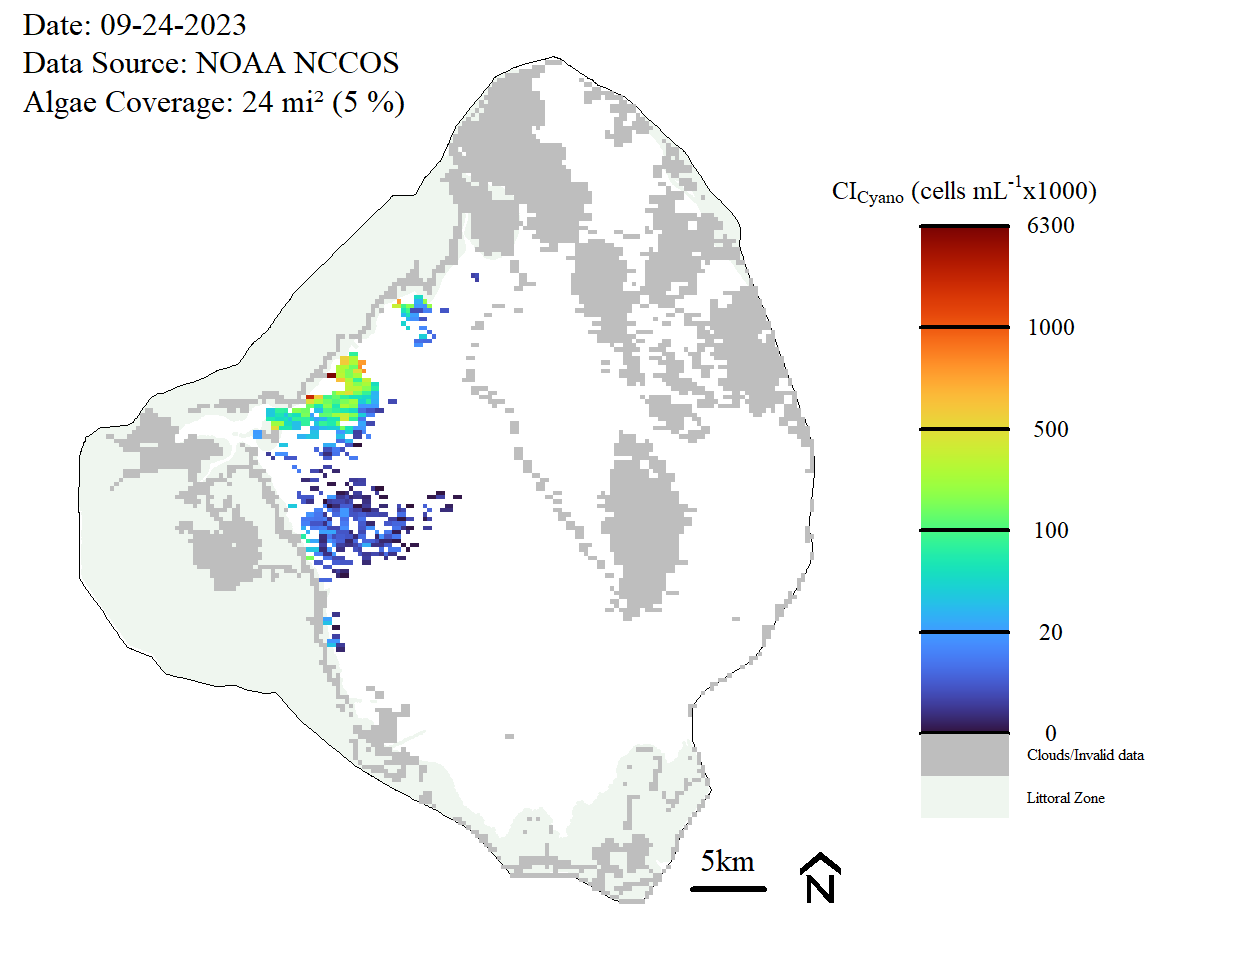 Date: 09-24-2023
Data Source: NOAA NCCOS
Algae Coverage: 24 mi² (5 %)
CICyano (cells mL-1x1000)
6300
1000
500
100
20
0
Clouds/Invalid data
Littoral Zone
5km
N